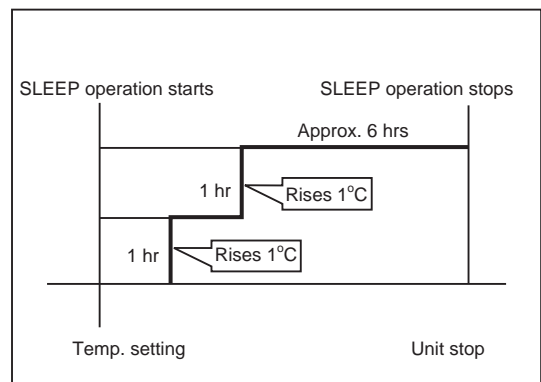 SLEEP operation starts
SLEEP operation stops
Approx. 6 hrs
1 hr
Rises 1°C
1 hr
Rises 1°C
Temp. setting
Unit stop